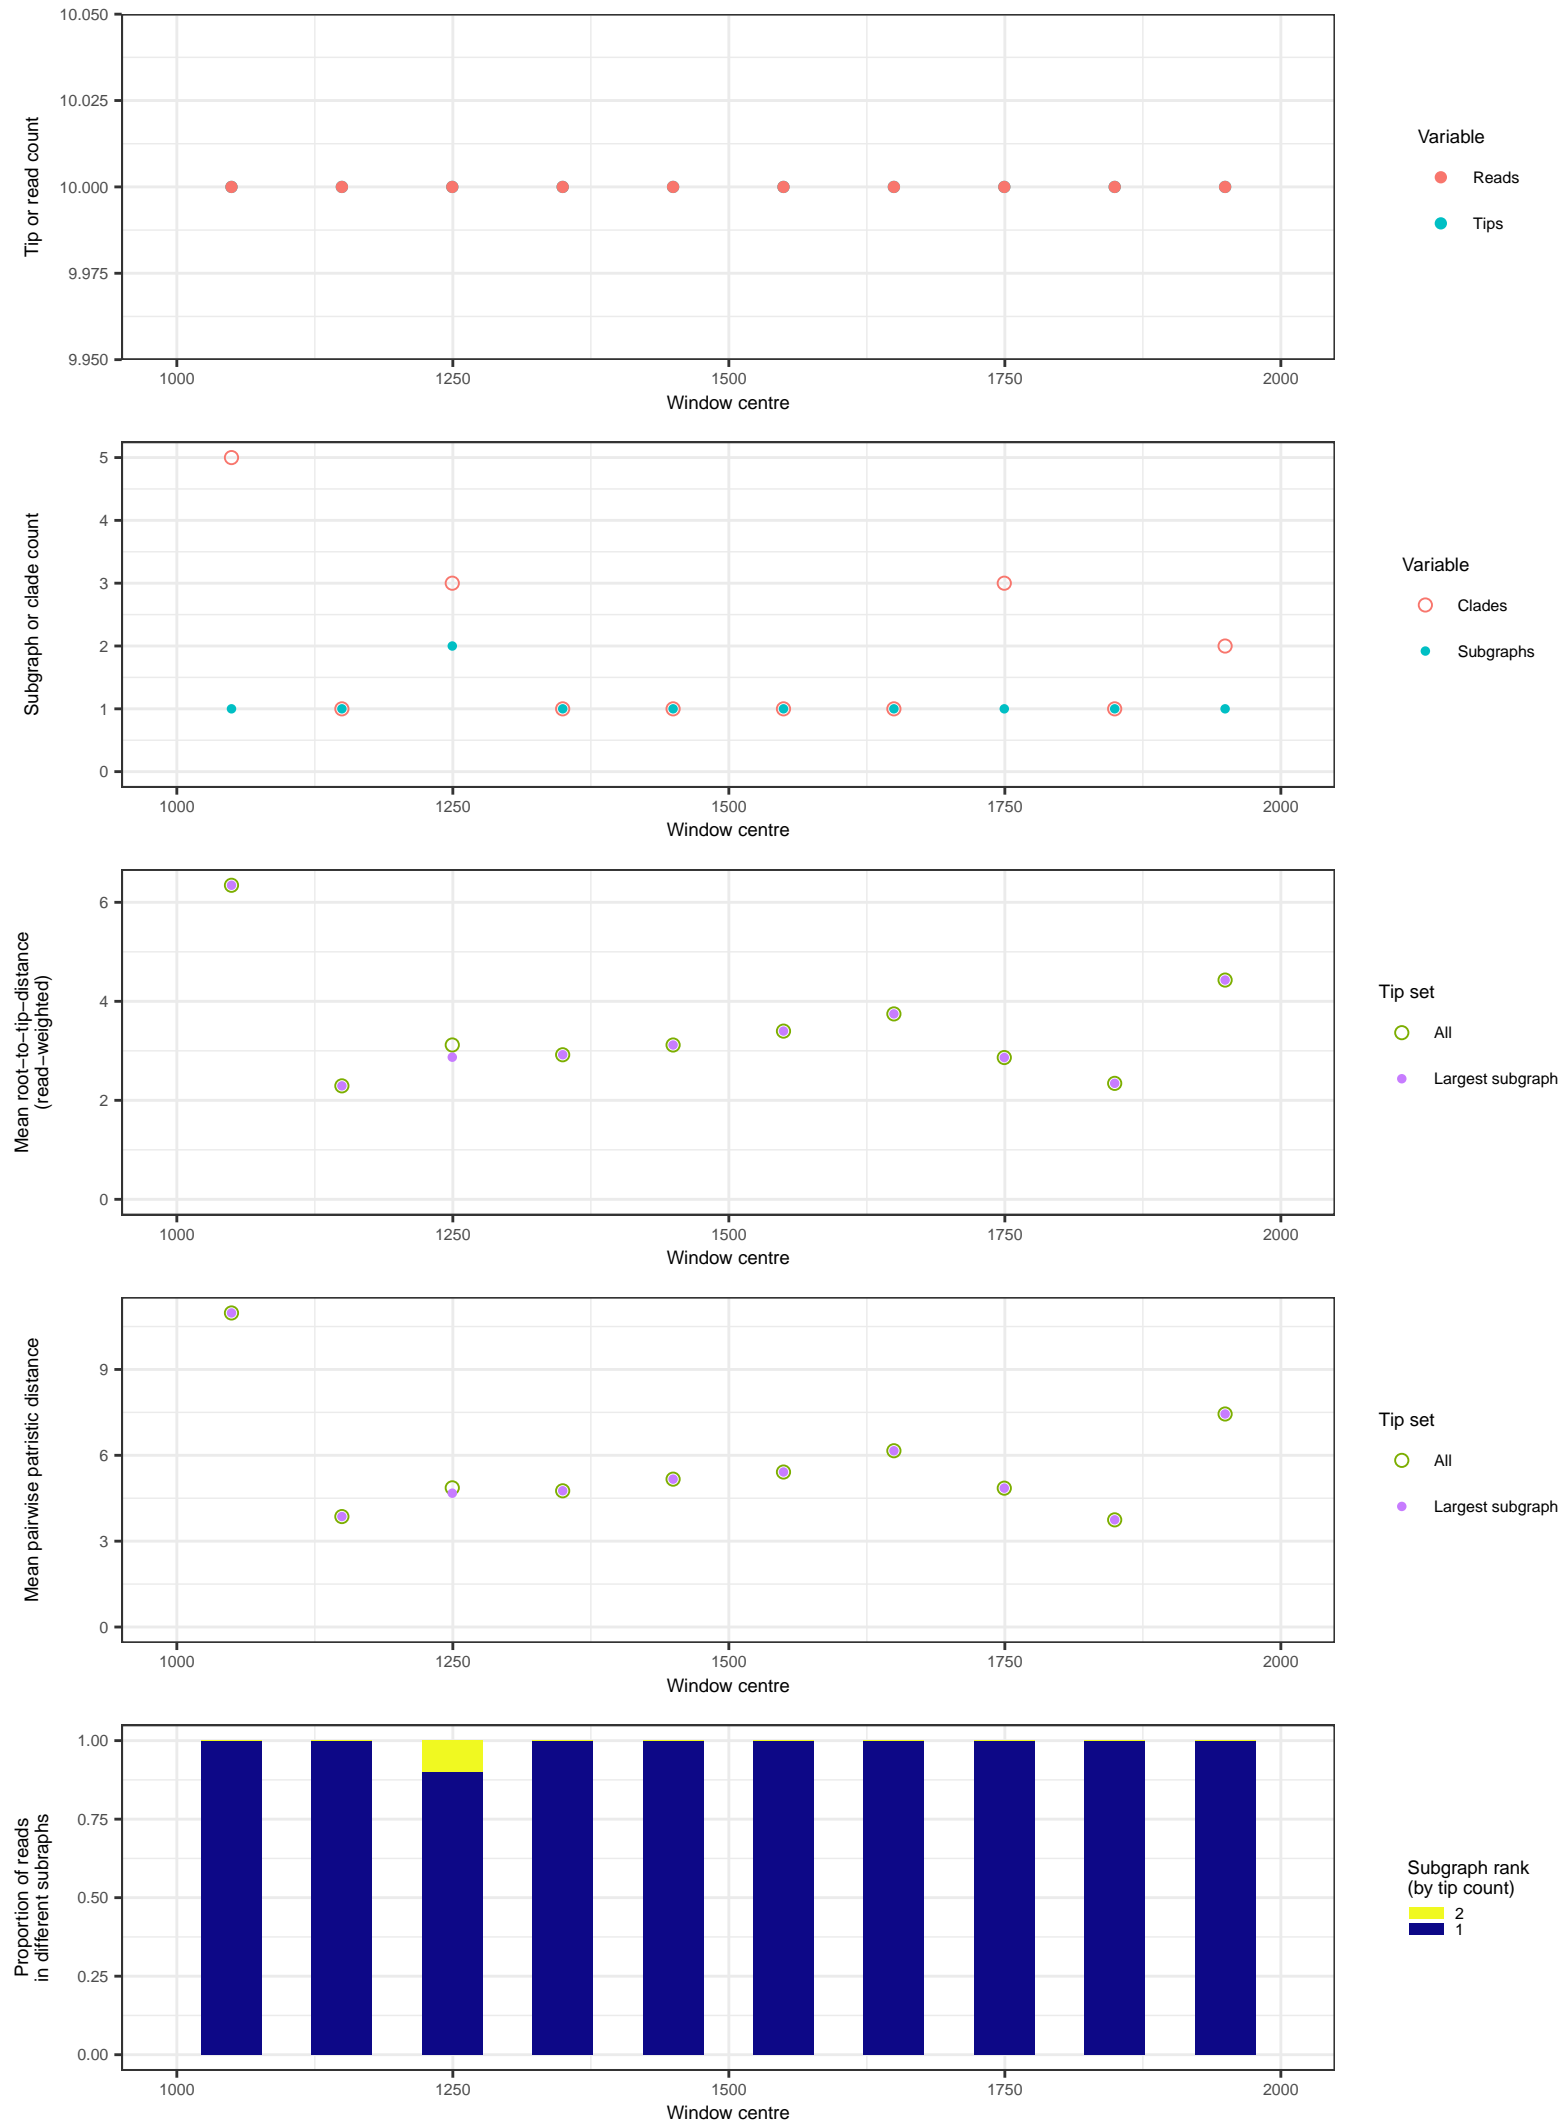 10.050
10.025
10.000
9.975
9.950
Tip or read count
1000 1250 1500 1750 2000
Window centre
Variable
Reads
Tips
5
4
3
2
1
0
Subgraph or clade count
1000 1250 1500 1750 2000
Window centre
Variable
Clades
Subgraphs
6
4
2
0
Mean root−to−tip−distance
(read−weighted)
1000 1250 1500 1750 2000
Window centre
Tip set
All
Largest subgraph
9
6
3
0
Mean pairwise patristic distance
1000 1250 1500 1750 2000
Window centre
Tip set
All
Largest subgraph
1.00
0.75
0.50
0.25
0.00
Proportion of reads
in different subraphs
1000 1250 1500 1750 2000
Window centre
Subgraph rank
(by tip count)
2
1